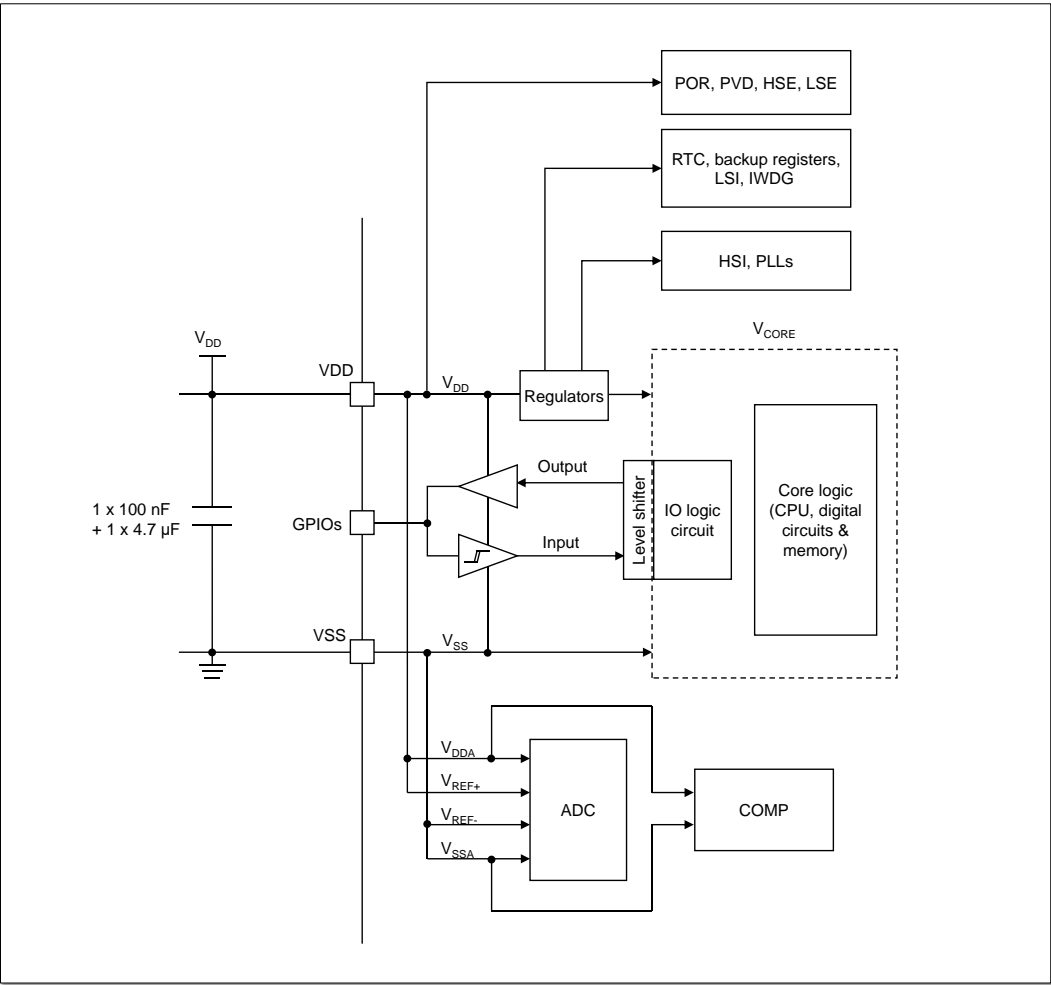 POR, PVD, HSE, LSE
RTC, backup registers,
LSI, IWDG
HSI, PLLs
VCORE
VDD
VDD
VDD
Regulators
Output
Level shifter
IO logic
circuit
Core logic
(CPU, digital
circuits &
memory)
1 x 100 nF
+ 1 x 4.7 µF
GPIOs
Input
VSS
VSS
VDDA
VREF+
ADC
COMP
VREF-
VSSA